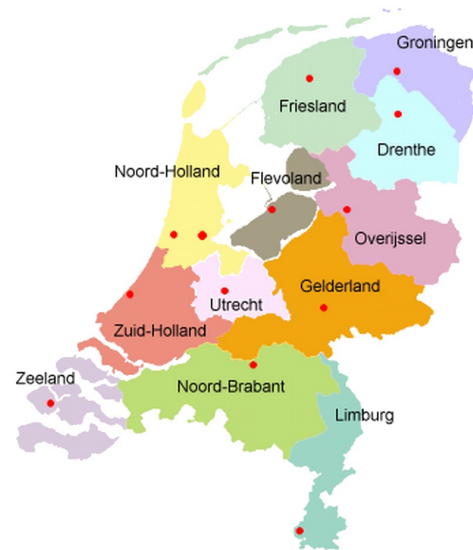 Groningen
Friesland
Drenthe
Noord-Holland
Flevoland
Overijssel
Gelderland
Utrecht
Zuid-Holland
Zeeland
Noord-Brabant
Limburg